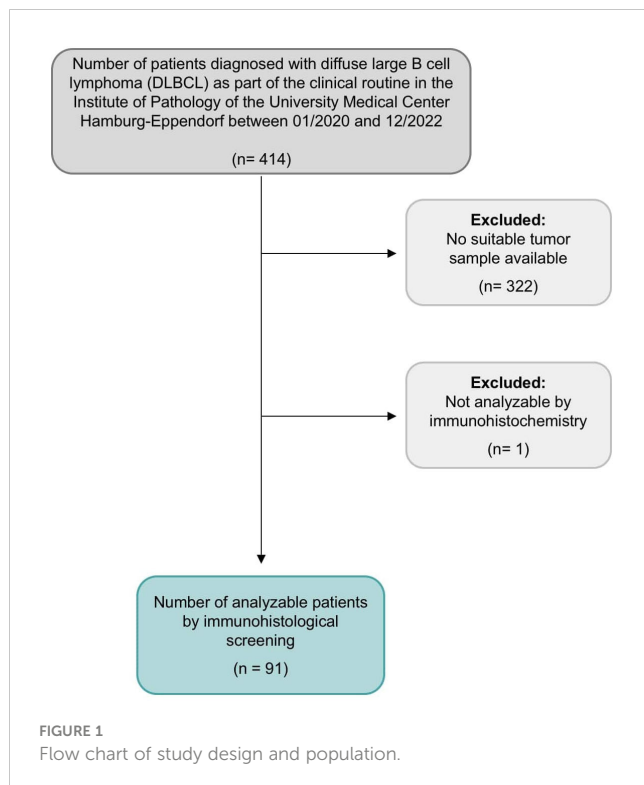 Number of patients diagnosed with diffuse large B cell
lymphoma (DLBCL) as part of the clinical routine in the
Institute of Pathology of the University Medical Center
Hamburg-Eppendorf between 01/2020 and 12/2022
(n= 414)
Excluded:
No suitable tumor
sample available
(n= 322)
Excluded:
Not analyzable by
immunohistochemistry
(n= 1)
Number of analyzable patients
by immunohistological
screening
(n = 91)
FIGURE 1
Flow chart of study design and population.